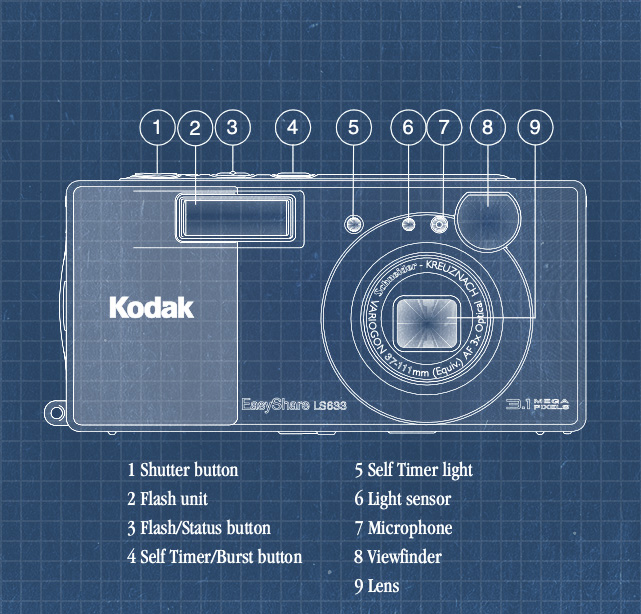 1 2 3 4 5 6 7 8 9
Schneider - KREUZNACH
VARIOGON 37-111mm (Equiv.) AF 3x Optical
Kodak
EasyShare LS633
3.1 MEGA
PIXELS
1 Shutter button
2 Flash unit
3 Flash/Status button
4 Self Timer/Burst button
5 Self Timer light
6 Light sensor
7 Microphone
8 Viewfinder
9 Lens